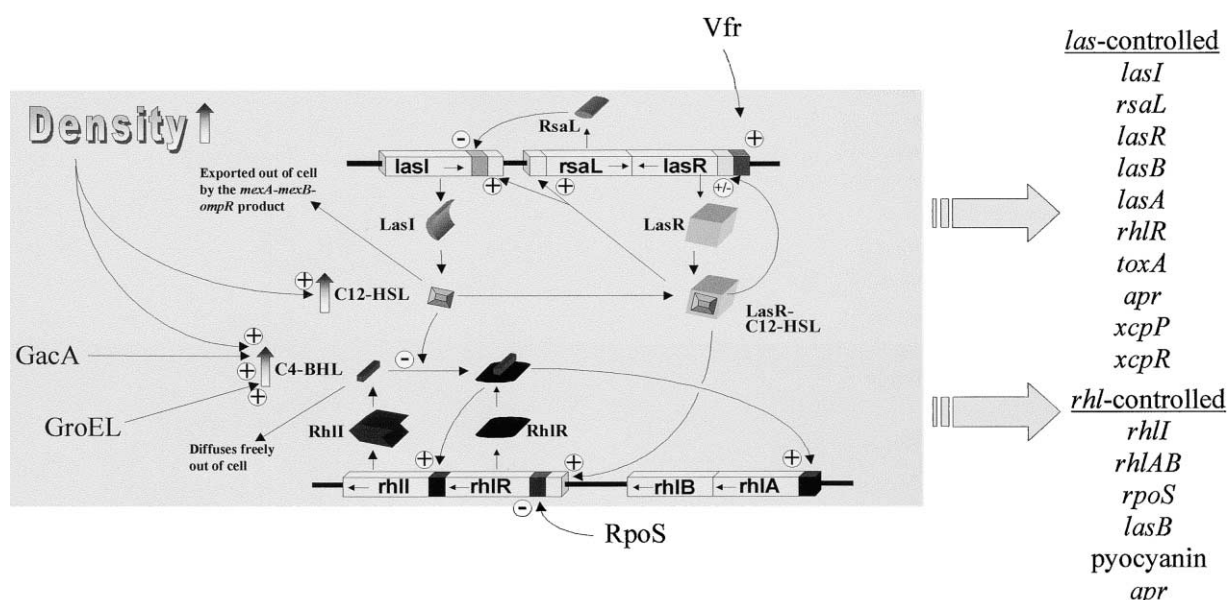 Vfr
Density
RsaL
-
+
lasI
rsaL
lasR
+
+
+/-
Exported out of cell
by the mexA-mexB-
ompR product
LasI
LasR
+
C12-HSL
LasR-
C12-HSL
+
GacA
+
C4-BHL
+
-
GroEL
RhlI
RhlR
Diffuses freely
out of cell
+
+
+
rhlI
rhlR
rhlB
rhlA
-
RpoS
las-controlled
lasI
rsaL
lasR
lasB
lasA
rhlR
toxA
apr
xcpP
xcpR
rhl-controlled
rhlI
rhlAB
rpoS
lasB
pyocyanin
apr